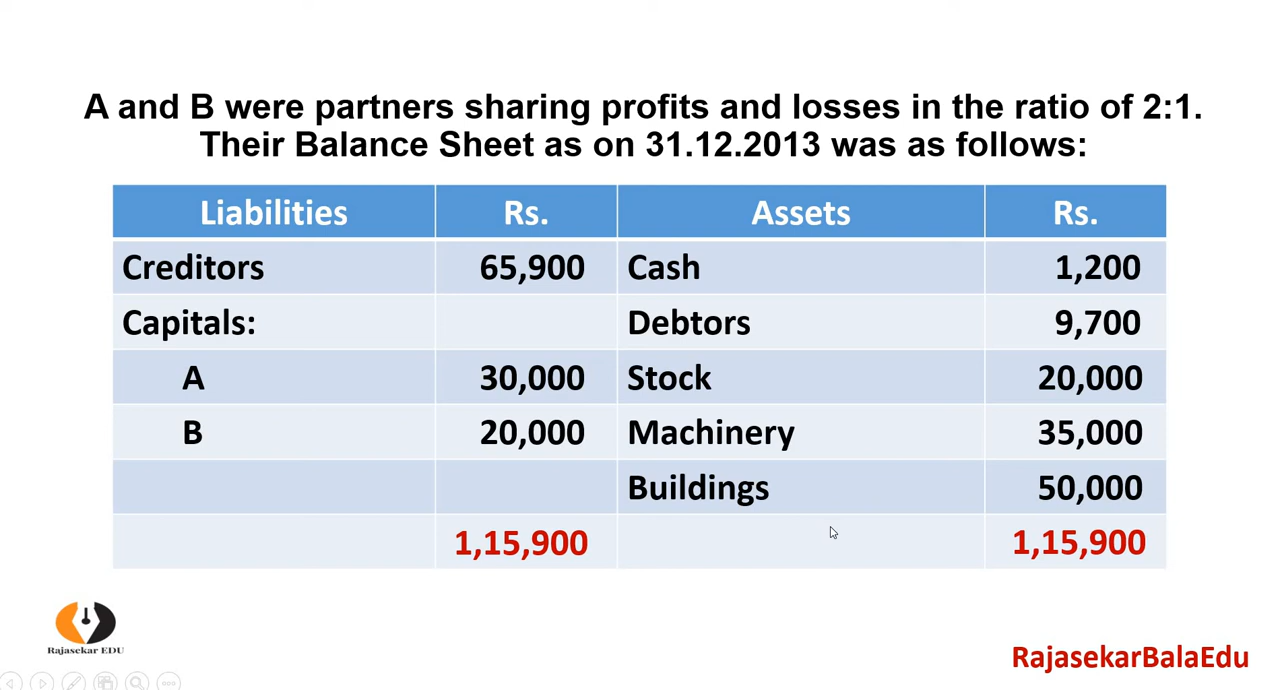 A and B were partners sharing profits and losses in the ratio of 2:1.
Their Balance Sheet as on 31.12.2013 was as follows:
Liabilities Rs. Assets Rs.
Creditors 65,900 Cash 1,200
Capitals: Debtors 9,700
A 30,000 Stock 20,000
B 20,000 Machinery 35,000
Buildings 50,000
1,15,900 1,15,900
Rajasekar EDU
RajasekarBalaEdu